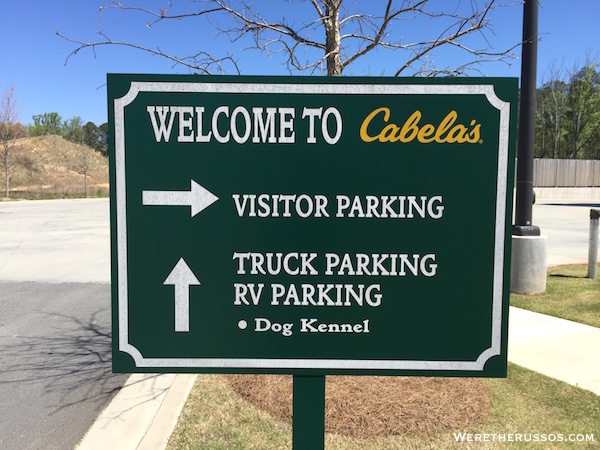 WELCOME TO Cabela's
VISITOR PARKING
TRUCK PARKING
RV PARKING
• Dog Kennel
WERETHERUSSOS.COM